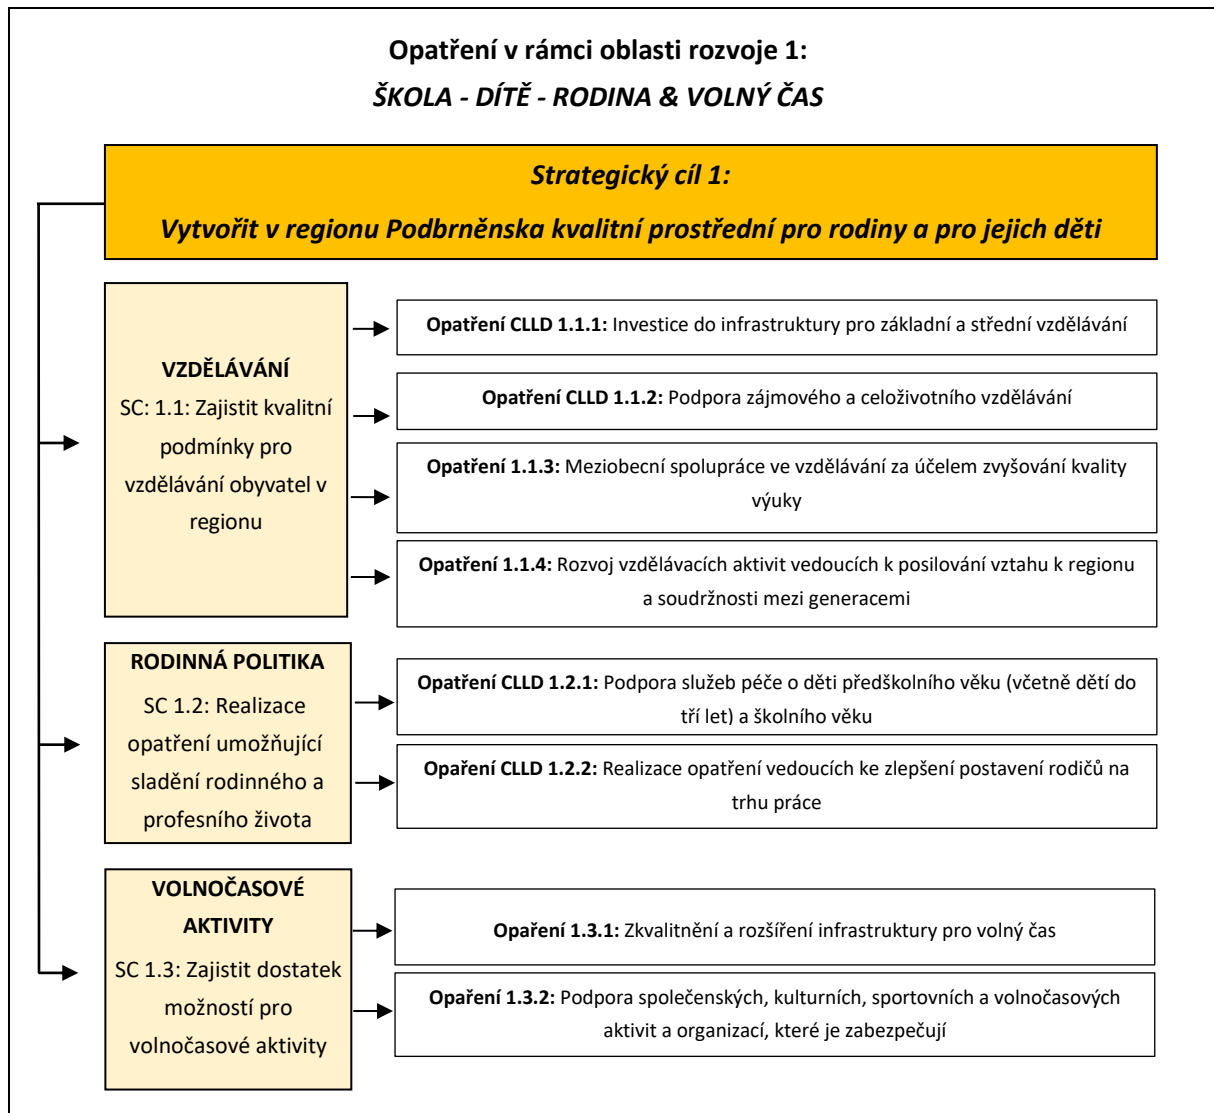 Opatření v rámci oblasti rozvoje 1:
ŠKOLA - DÍTĚ - RODINA & VOLNÝ ČAS
Strategický cíl 1:
Vytvořit v regionu Podbrněnska kvalitní prostřední pro rodiny a pro jejich děti
VZDĚLÁVÁNÍ
SC: 1.1: Zajistit kvalitní
podmínky pro
vzdělávání obyvatel v
regionu
Opatření CLLD 1.1.1: Investice do infrastruktury pro základní a střední vzdělávání
Opatření CLLD 1.1.2: Podpora zájmového a celoživotního vzdělávání
Opatření 1.1.3: Meziobecní spolupráce ve vzdělávání za účelem zvyšování kvality
výuky
Opatření 1.1.4: Rozvoj vzdělávacích aktivit vedoucích k posilování vztahu k regionu
a soudržnosti mezi generacemi
RODINNÁ POLITIKA
SC 1.2: Realizace
opatření umožňující
sladění rodinného a
profesního života
Opatření CLLD 1.2.1: Podpora služeb péče o děti předškolního věku (včetně dětí do
tří let) a školního věku
Opaření CLLD 1.2.2: Realizace opatření vedoucích ke zlepšení postavení rodičů na
trhu práce
VOLNOČASOVÉ
AKTIVITY
SC 1.3: Zajistit dostatek
možností pro
volnočasové aktivity
Opaření 1.3.1: Zkvalitnění a rozšíření infrastruktury pro volný čas
Opaření 1.3.2: Podpora společenských, kulturních, sportovních a volnočasových
aktivit a organizací, které je zabezpečují